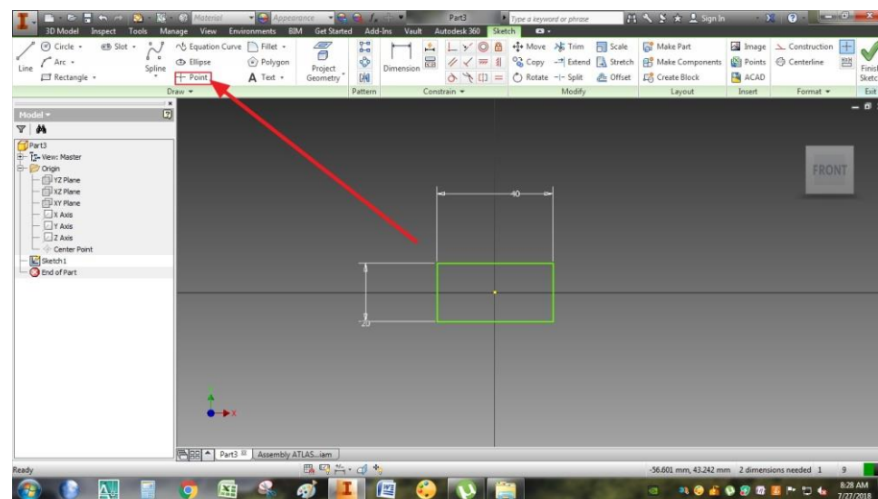 Material Appearance Part3 Type a keyword or phrase Sign In
3D Model Inspect Tools Manage View Environments BIM Get Started Add-Ins Vault Autodesk 360 Sketch
Line
Circle
Arc
Rectangle
Slot
Spline
Equation Curve
Ellipse
Point
Fillet
Polygon
Text
Project
Geometry
Dimension
Move
Copy
Rotate
Trim
Extend
Split
Scale
Stretch
Offset
Make Part
Make Components
Create Block
Image
Points
ACAD
Construction
Centerline
Finish
Sketc
Draw Pattern Constrain Modify Layout Insert Format Exit
Model
Part3
View: Master
Origin
YZ Plane
XZ Plane
XY Plane
X Axis
Y Axis
Z Axis
Center Point
Sketch1
End of Part
FRONT
40
20
X
Part3 Assembly ATLAS...iam
Ready -56.601 mm, 43.242 mm 2 dimensions needed 1 9
8:28 AM
7/27/2018